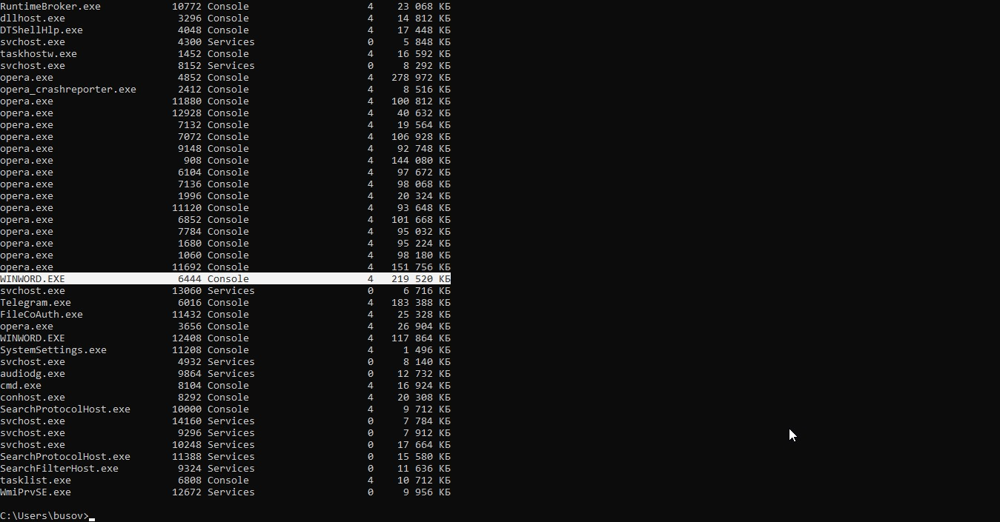 RuntimeBroker.exe 10772 Console 4 23 068 КБ
dllhost.exe 3296 Console 4 14 812 КБ
DTShellHlp.exe 4048 Console 4 17 448 КБ
svchost.exe 4300 Services 0 5 848 КБ
taskhostw.exe 1452 Console 4 16 592 КБ
svchost.exe 8152 Services 0 8 292 КБ
opera.exe 4852 Console 4 278 972 КБ
opera_crashreporter.exe 2412 Console 4 8 516 КБ
opera.exe 11880 Console 4 100 812 КБ
opera.exe 12928 Console 4 40 632 КБ
opera.exe 7132 Console 4 19 564 КБ
opera.exe 7072 Console 4 106 928 КБ
opera.exe 9148 Console 4 92 748 КБ
opera.exe 908 Console 4 144 080 КБ
opera.exe 6104 Console 4 97 672 КБ
opera.exe 7136 Console 4 98 068 КБ
opera.exe 1996 Console 4 20 324 КБ
opera.exe 11120 Console 4 93 648 КБ
opera.exe 6852 Console 4 101 668 КБ
opera.exe 7784 Console 4 95 032 КБ
opera.exe 1680 Console 4 95 224 КБ
opera.exe 1060 Console 4 98 180 КБ
opera.exe 11692 Console 4 151 756 КБ
WINWORD.EXE 6444 Console 4 219 520 КБ
svchost.exe 13060 Services 0 6 716 КБ
Telegram.exe 6016 Console 4 183 388 КБ
FileCoAuth.exe 11432 Console 4 25 328 КБ
opera.exe 3656 Console 4 26 904 КБ
WINWORD.EXE 12408 Console 4 117 864 КБ
SystemSettings.exe 11208 Console 4 1 496 КБ
svchost.exe 4932 Services 0 8 140 КБ
audiodg.exe 9864 Services 0 12 732 КБ
cmd.exe 8104 Console 4 16 924 КБ
conhost.exe 8292 Console 4 20 308 КБ
SearchProtocolHost.exe 10000 Console 4 9 712 КБ
svchost.exe 14160 Services 0 7 784 КБ
svchost.exe 9296 Services 0 7 912 КБ
svchost.exe 10248 Services 0 17 664 КБ
SearchProtocolHost.exe 11388 Services 0 15 580 КБ
SearchFilterHost.exe 9324 Services 0 11 636 КБ
tasklist.exe 6808 Console 4 10 712 КБ
WmiPrvSE.exe 12672 Services 0 9 956 КБ
C:\Users\busov>